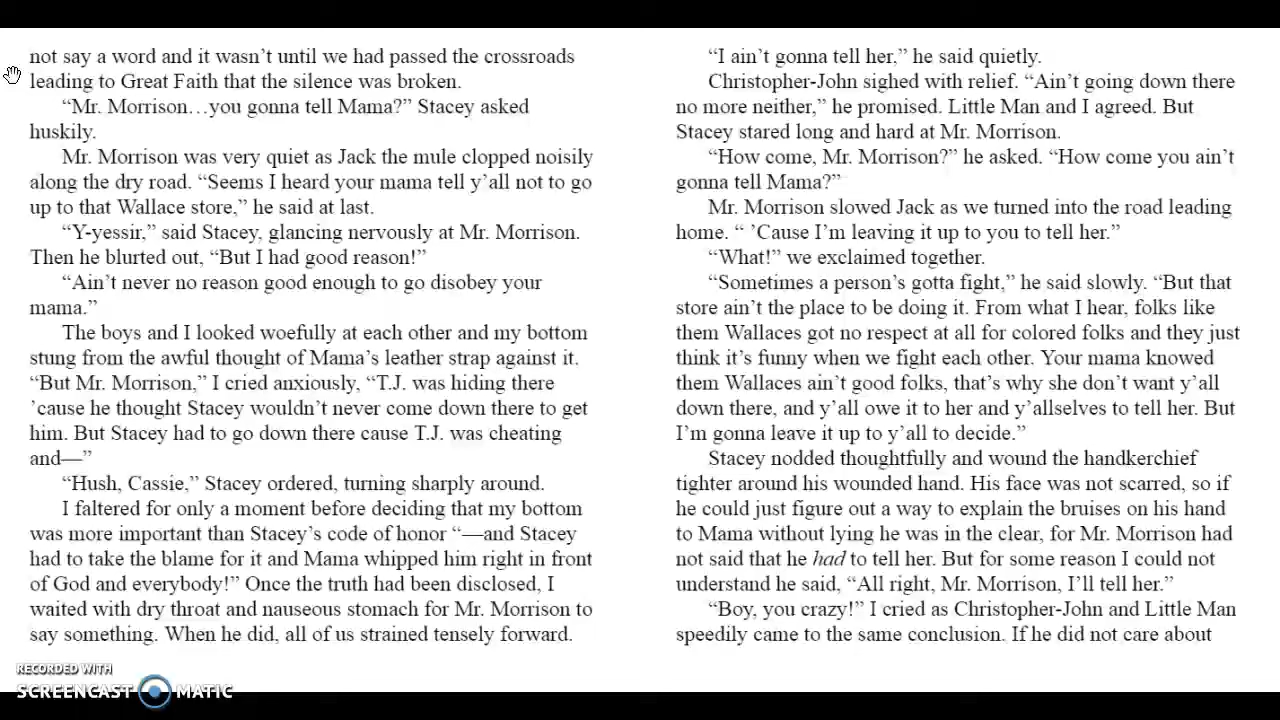 not say a word and it wasn’t until we had passed the crossroads
leading to Great Faith that the silence was broken.
“Mr. Morrison…you gonna tell Mama?” Stacey asked
huskily.
Mr. Morrison was very quiet as Jack the mule clopped noisily
along the dry road. “Seems I heard your mama tell y’all not to go
up to that Wallace store,” he said at last.
“Y-yessir,” said Stacey, glancing nervously at Mr. Morrison.
Then he blurted out, “But I had good reason!”
“Ain’t never no reason good enough to go disobey your
mama.”
The boys and I looked woefully at each other and my bottom
stung from the awful thought of Mama’s leather strap against it.
“But Mr. Morrison,” I cried anxiously, “T.J. was hiding there
’cause he thought Stacey wouldn’t never come down there to get
him. But Stacey had to go down there cause T.J. was cheating
and—”
“Hush, Cassie,” Stacey ordered, turning sharply around.
I faltered for only a moment before deciding that my bottom
was more important than Stacey’s code of honor “—and Stacey
had to take the blame for it and Mama whipped him right in front
of God and everybody!” Once the truth had been disclosed, I
waited with dry throat and nauseous stomach for Mr. Morrison to
say something. When he did, all of us strained tensely forward.
“I ain’t gonna tell her,” he said quietly.
Christopher-John sighed with relief. “Ain’t going down there
no more neither,” he promised. Little Man and I agreed. But
Stacey stared long and hard at Mr. Morrison.
“How come, Mr. Morrison?” he asked. “How come you ain’t
gonna tell Mama?”
Mr. Morrison slowed Jack as we turned into the road leading
home. “ ’Cause I’m leaving it up to you to tell her.”
“What!” we exclaimed together.
“Sometimes a person’s gotta fight,” he said slowly. “But that
store ain’t the place to be doing it. From what I hear, folks like
them Wallaces got no respect at all for colored folks and they just
think it’s funny when we fight each other. Your mama knowed
them Wallaces ain’t good folks, that’s why she don’t want y’all
down there, and y’all owe it to her and y’allselves to tell her. But
I’m gonna leave it up to y’all to decide.”
Stacey nodded thoughtfully and wound the handkerchief
tighter around his wounded hand. His face was not scarred, so if
he could just figure out a way to explain the bruises on his hand
to Mama without lying he was in the clear, for Mr. Morrison had
not said that he had to tell her. But for some reason I could not
understand he said, “All right, Mr. Morrison, I’ll tell her.”
“Boy, you crazy!” I cried as Christopher-John and Little Man
speedily came to the same conclusion. If he did not care about
RECORDED WITH
SCREENCAST MATIC